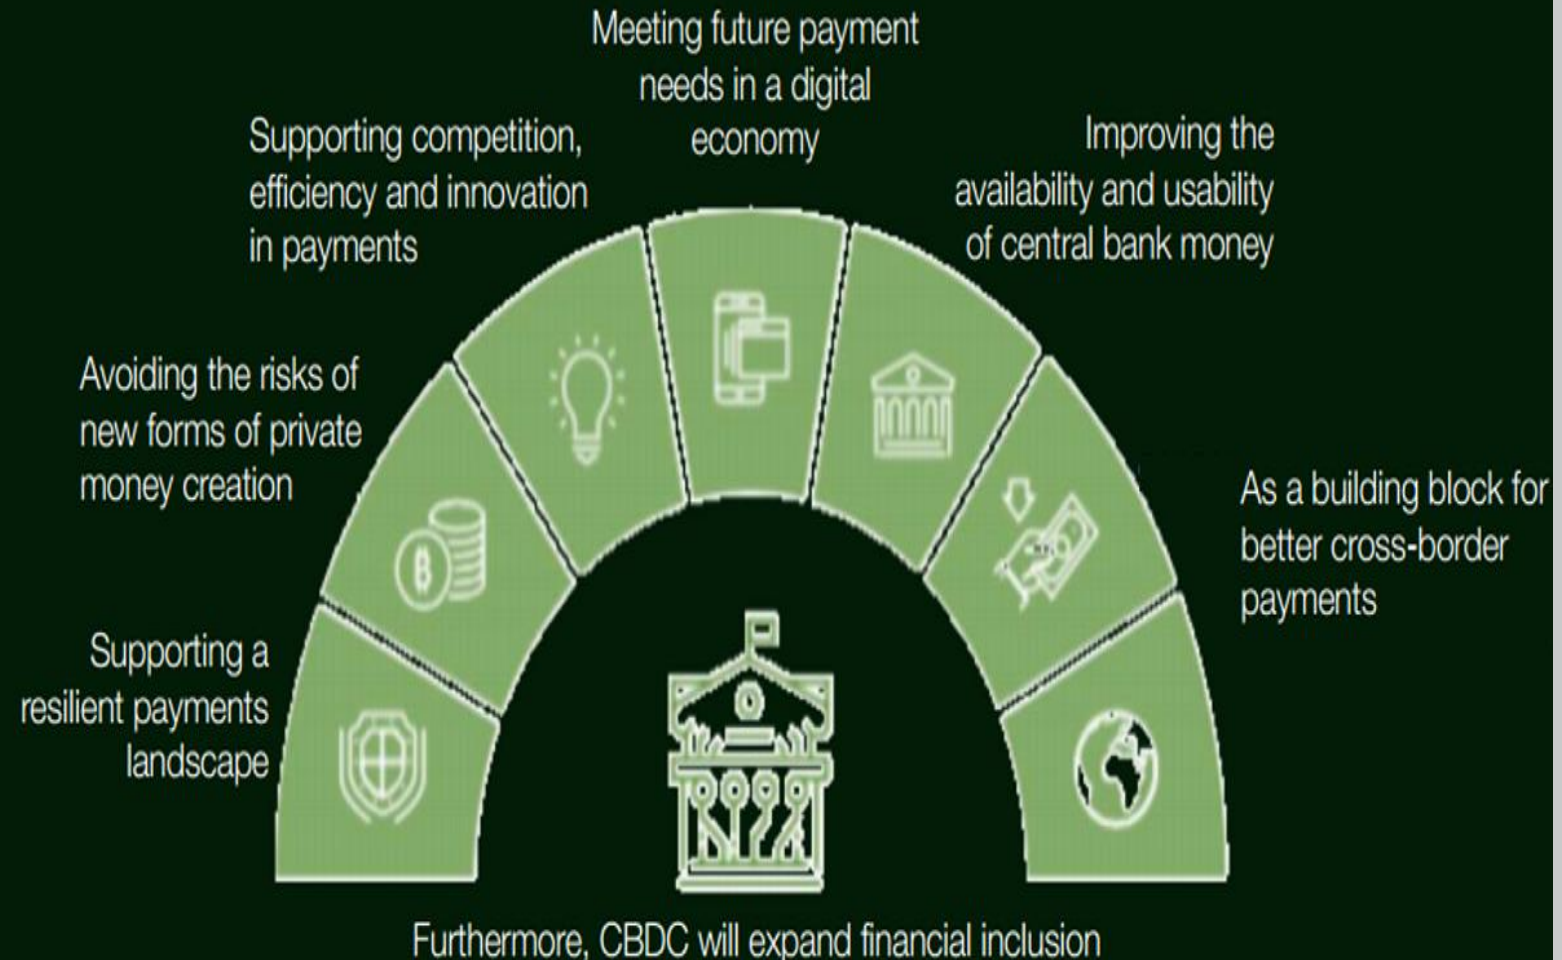 Meeting future payment
needs in a digital
economy
Supporting competition,
efficiency and innovation
in payments
Improving the
availability and usability
of central bank money
Avoiding the risks of
new forms of private
money creation
As a building block for
better cross-border
payments
Supporting a
resilient payments
landscape
Furthermore, CBDC will expand financial inclusion